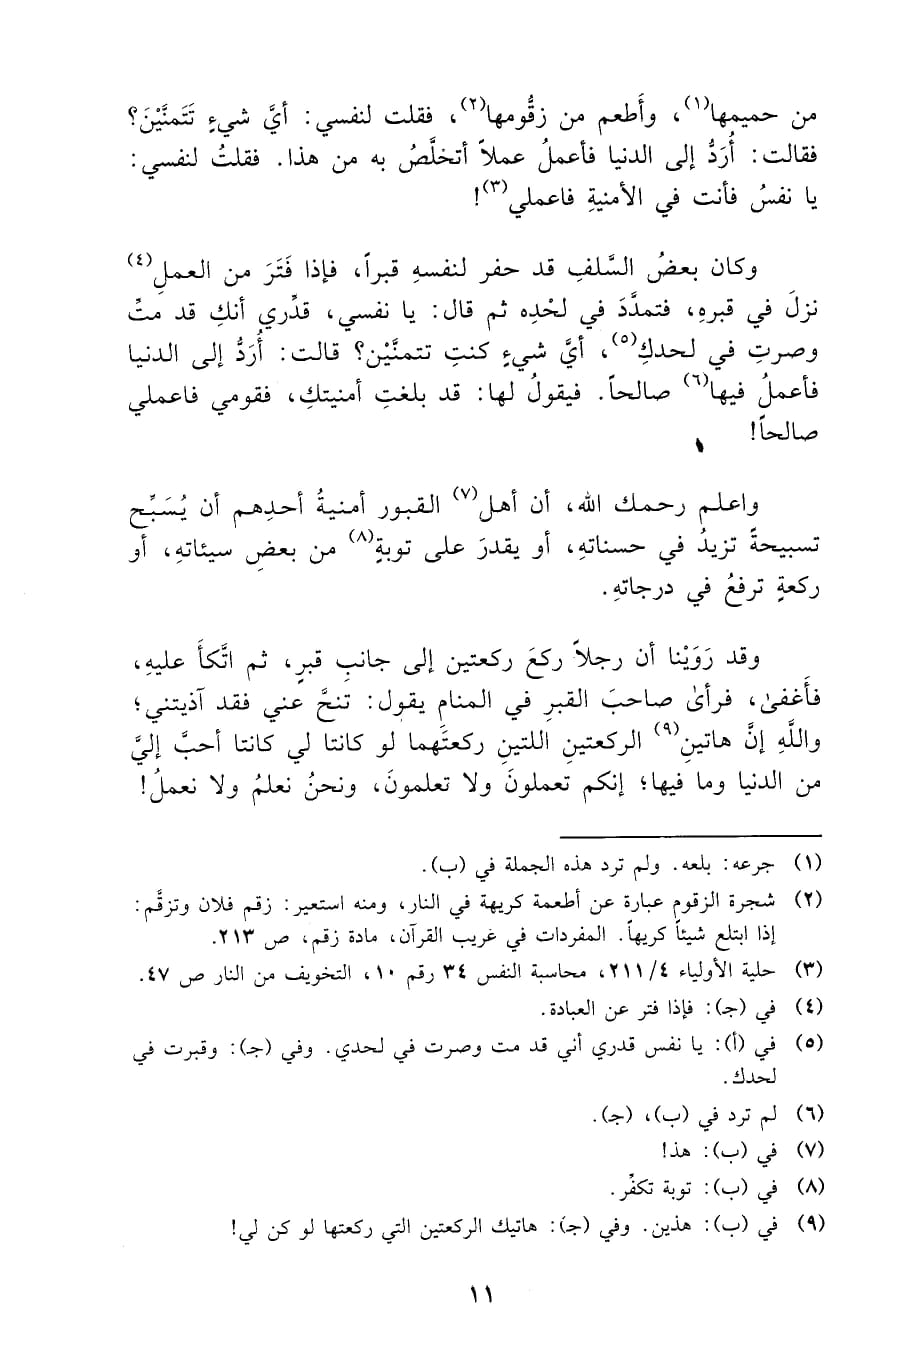 من حميمها(١)، وأَطعم من زقُّومها(٢)، فقلت لنفسي: أيَّ شيءٍ تَتَمنَّيْنَ؟
فقالت: أُرَدُّ إلى الدنيا فأعملُ عملاً أتخلَّصُ به من هذا. فقلتُ لنفسي:
يا نفسُ فأنت في الأمنيةِ فاعملي(٣)!
وكان بعضُ السَّلفِ قد حفر لنفسهِ قبراً، فإذا فَتَرَ من العملِ(٤)
نزلَ في قبرهِ، فتمدَّدَ في لحْدِه ثم قال: يا نفسي، قدِّري أنكِ قد متِّ
وصرتِ في لحدكِ(٥)، أيَّ شيءٍ كنتِ تتمنَّين؟ قالت: أُرَدُّ إلى الدنيا
فأعملُ فيها(٦) صالحاً. فيقولُ لها: قد بلغتِ أمنيتكِ، فقومي فاعملي
صالحاً!
واعلم رحمك الله، أن أهل(٧) القبور أمنيةُ أحدِهم أن يُسَبِّح
تسبيحةً تزيدُ في حسناتهِ، أو يقدرَ على توبةٍ(٨) من بعضِ سيئاتهِ، أو
ركعةٍ ترفعُ في درجاتهِ.
وقد رَوَيْنا أن رجلاً ركعَ ركعتين إلى جانبِ قبرٍ، ثم اتَّكأَ عليهِ،
فأَغفىٰ، فرأىٰ صاحبَ القبرِ في المنامِ يقول: تنحَّ عني فقد آذيتني؛
واللَّهِ إنَّ هاتينِ(٩) الركعتينِ اللتينِ ركعتَهما لو كانتا لي كانتا أحبَّ إليَّ
من الدنيا وما فيها؛ إنكم تعملونَ ولا تعلمونَ، ونحنُ نعلمُ ولا نعملُ!
(١) جرعه: بلعه. ولم ترد هذه الجملة في (ب).
(٢) شجرة الزقوم عبارة عن أطعمة كريهة في النار، ومنه استعير: زقم فلان وتزقَّم:
إذا ابتلع شيئاً كريهاً. المفردات في غريب القرآن، مادة زقم، ص ٢١٣.
(٣) حلية الأولياء ٢١١/٤، محاسبة النفس ٣٤ رقم ١٠، التخويف من النار ص ٤٧.
(٤) في (جـ): فإذا فتر عن العبادة.
(٥) في (أ): يا نفس قدري أني قد مت وصرت في لحدي. وفي (جـ): وقبرت في
لحدك.
(٦) لم ترد في (ب)، (جـ).
(٧) في (ب): هذا!
(٨) في (ب): توبة تكفِّر.
(٩) في (ب): هذين. وفي (جـ): هاتيك الركعتين التي ركعتها لو كن لي!
١١